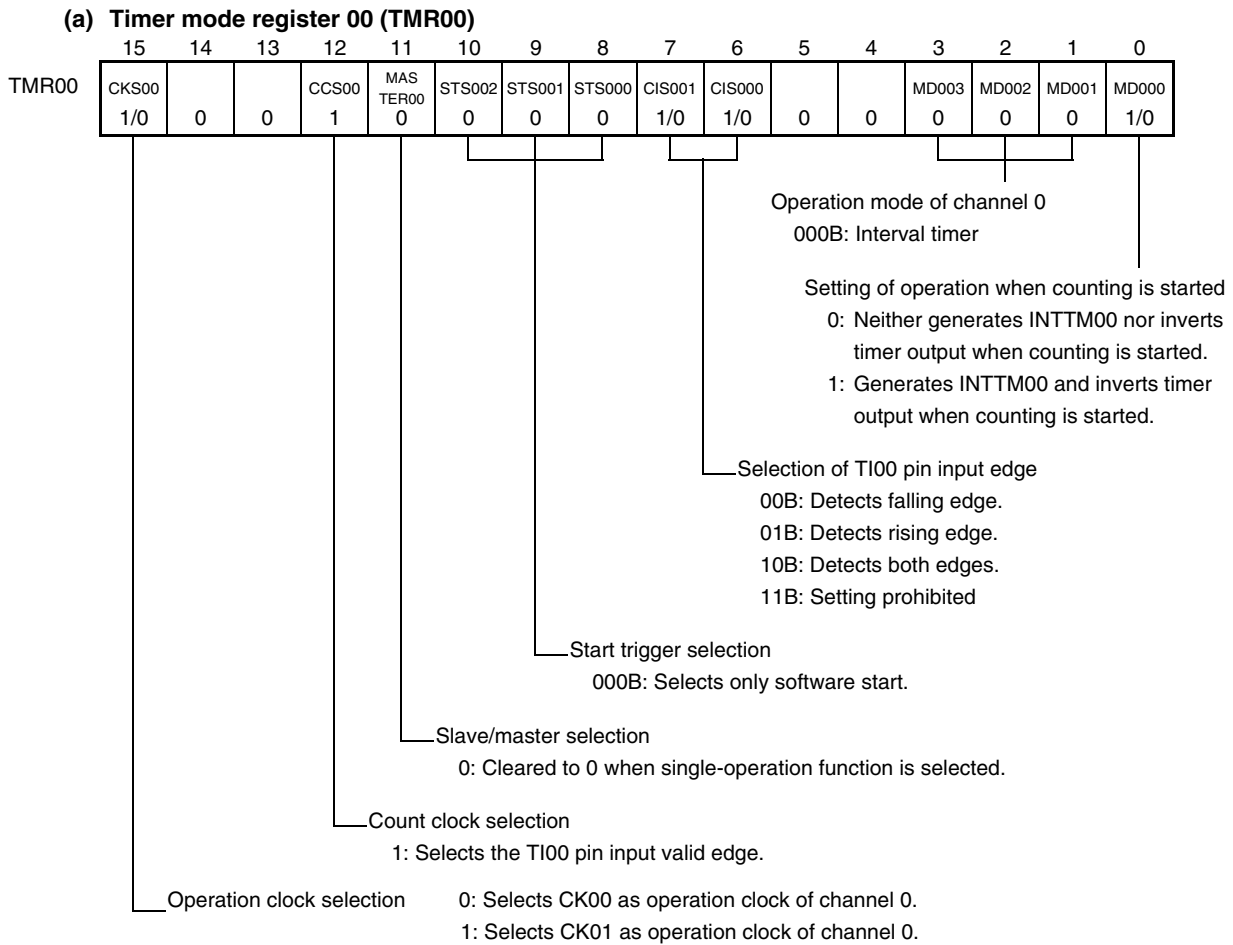 (a) Timer mode register 00 (TMR00)
15 14 13 12 11 10 9 8 7 6 5 4 3 2 1 0
TMR00 CKS00 CCS00 MAS TER00 STS002 STS001 STS000 CIS001 CIS000 MD003 MD002 MD001 MD000
1/0 0 0 1 0 0 0 0 1/0 1/0 0 0 0 0 0 1/0
Operation mode of channel 0
000B: Interval timer
Setting of operation when counting is started
0: Neither generates INTTM00 nor inverts
timer output when counting is started.
1: Generates INTTM00 and inverts timer
output when counting is started.
Selection of TI00 pin input edge
00B: Detects falling edge.
01B: Detects rising edge.
10B: Detects both edges.
11B: Setting prohibited
Start trigger selection
000B: Selects only software start.
Slave/master selection
0: Cleared to 0 when single-operation function is selected.
Count clock selection
1: Selects the TI00 pin input valid edge.
Operation clock selection 0: Selects CK00 as operation clock of channel 0.
1: Selects CK01 as operation clock of channel 0.